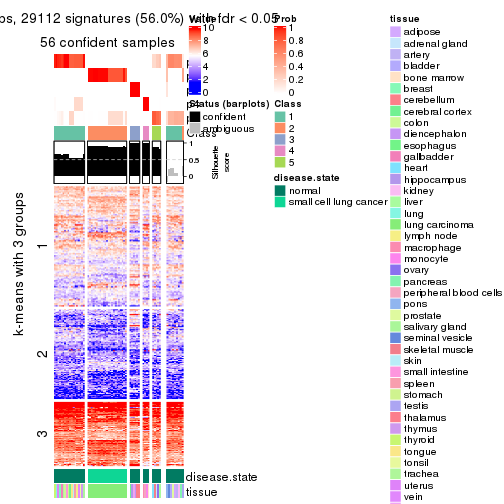 29112 signatures (56.0%) with fdr < 0.05
56 confident samples
Value
10
8
6
4
2
0
Prob
1
0.8
0.6
0.4
0.2
0
Status (barplots)
confident
ambiguous
Class
1
2
3
4
5
disease.state
normal
small cell lung cancer
tissue
adipose
adrenal gland
artery
bladder
bone marrow
breast
cerebellum
cerebral cortex
colon
diencephalon
esophagus
gallbadder
heart
hippocampus
kidney
liver
lung
lung carcinoma
lymph node
macrophage
monocyte
ovary
pancreas
peripheral blood cells
pons
prostate
salivary gland
seminal vesicle
skeletal muscle
skin
small intestine
spleen
stomach
testis
thalamus
thymus
thyroid
tongue
tonsil
trachea
uterus
vein
Class
1
0.5
0
Silhouette
score
k-means with 3 groups
1
2
3
disease.state
tissue